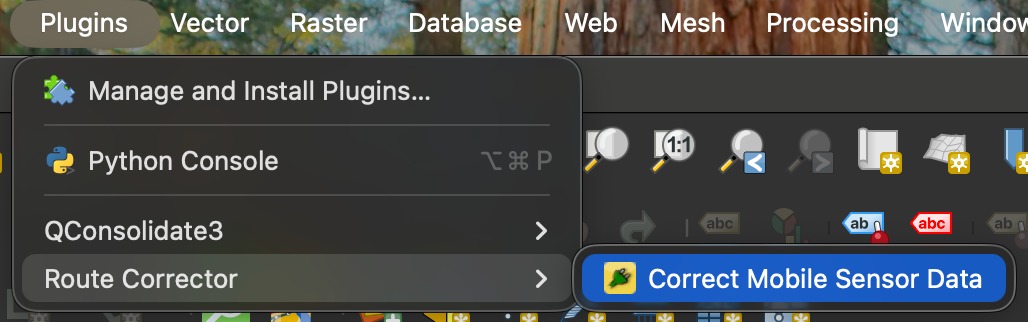 Plugins Vector Raster Database Web Mesh Processing Window
Manage and Install Plugins...
Python Console ⌥⌘P
1:1
abc ab abc ab
QConsolidate3
Route Corrector
Correct Mobile Sensor Data